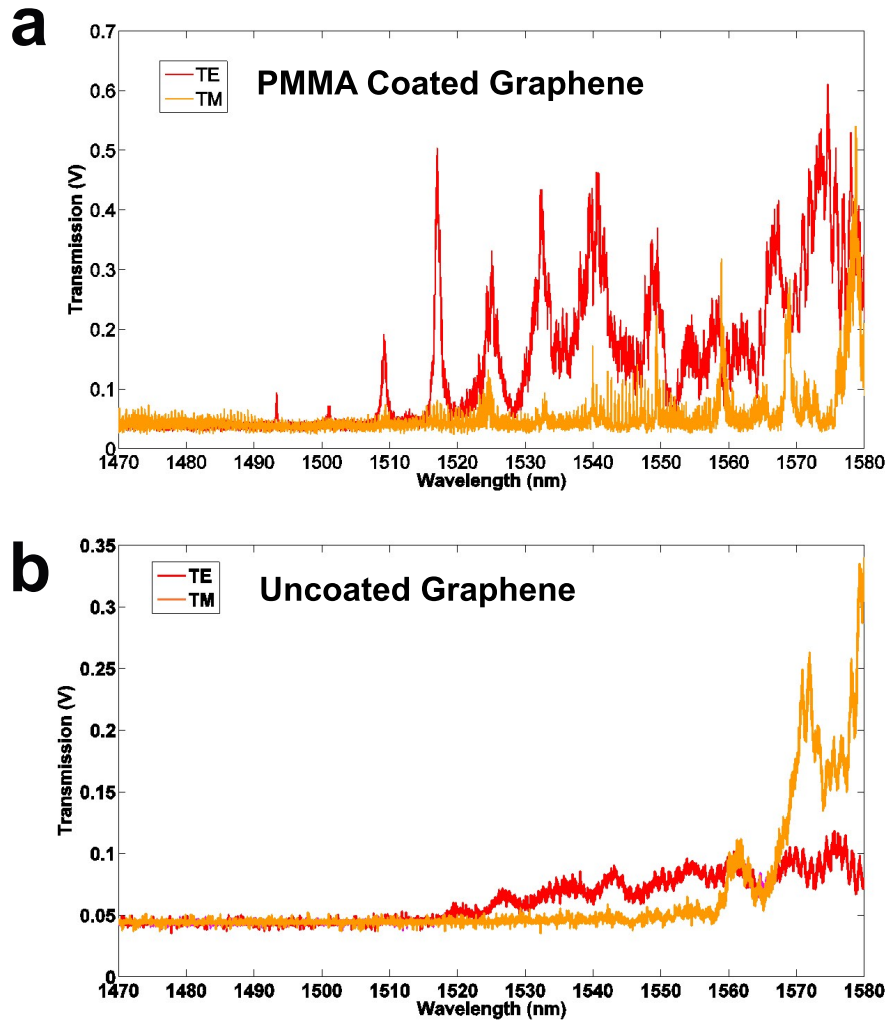 a
PMMA Coated Graphene
TE
TM
Transmission (V)
0.7
0.6
0.5
0.4
0.3
0.2
0.1
0
1470 1480 1490 1500 1510 1520 1530 1540 1550 1560 1570 1580
Wavelength (nm)
b
Uncoated Graphene
TE
TM
Transmission (V)
0.35
0.3
0.25
0.2
0.15
0.1
0.05
0
1470 1480 1490 1500 1510 1520 1530 1540 1550 1560 1570 1580
Wavelength (nm)